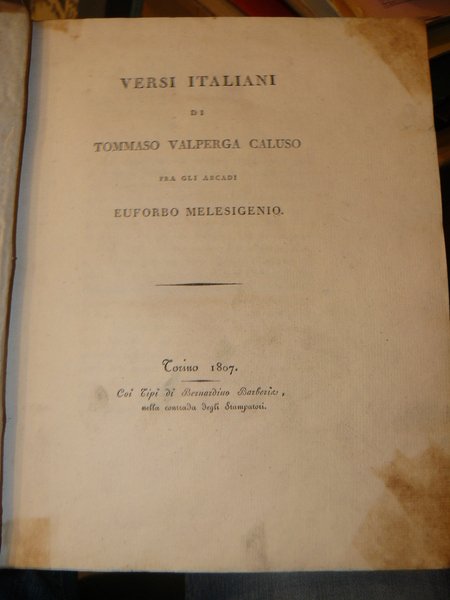 VERSI ITALIANI
DI
TOMMASO VALPERGA CALUSO
FRA GLI ARCADI
EUFORBO MELESIGENIO.
Torino 1807.
Coi Tipi di Bernardino Barberis,
nella contrada degli Stampatori.